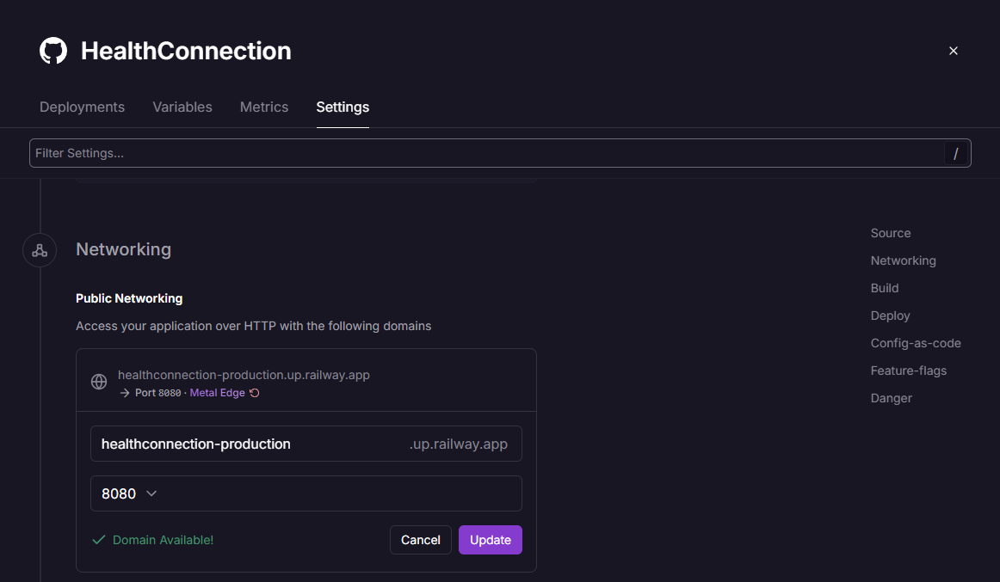 HealthConnection
Deployments Variables Metrics Settings
Filter Settings... /
Networking
Public Networking
Access your application over HTTP with the following domains
healthconnection-production.up.railway.app
→ Port 8080 · Metal Edge
healthconnection-production .up.railway.app
8080
Domain Available! Cancel Update
Source
Networking
Build
Deploy
Config-as-code
Feature-flags
Danger